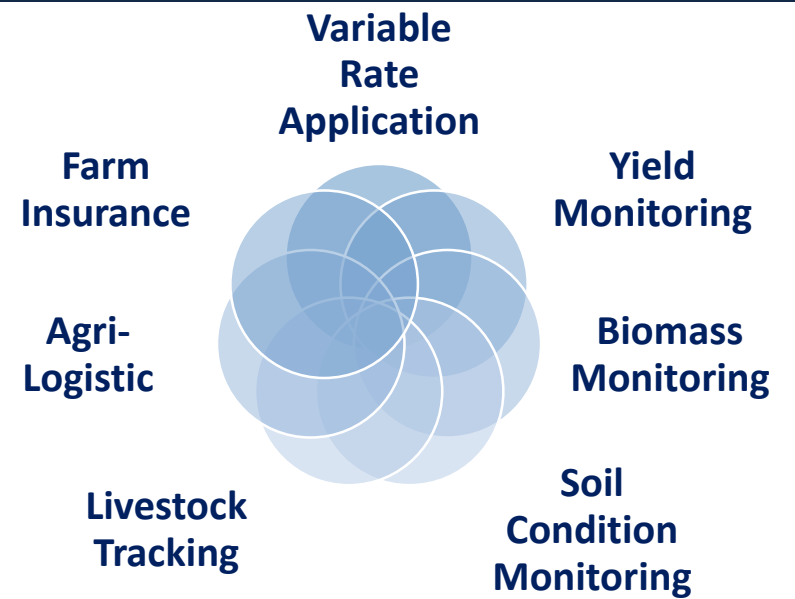 Variable
Rate
Application
Farm
Insurance
Yield
Monitoring
Agri-
Logistic
Biomass
Monitoring
Livestock
Tracking
Soil
Condition
Monitoring